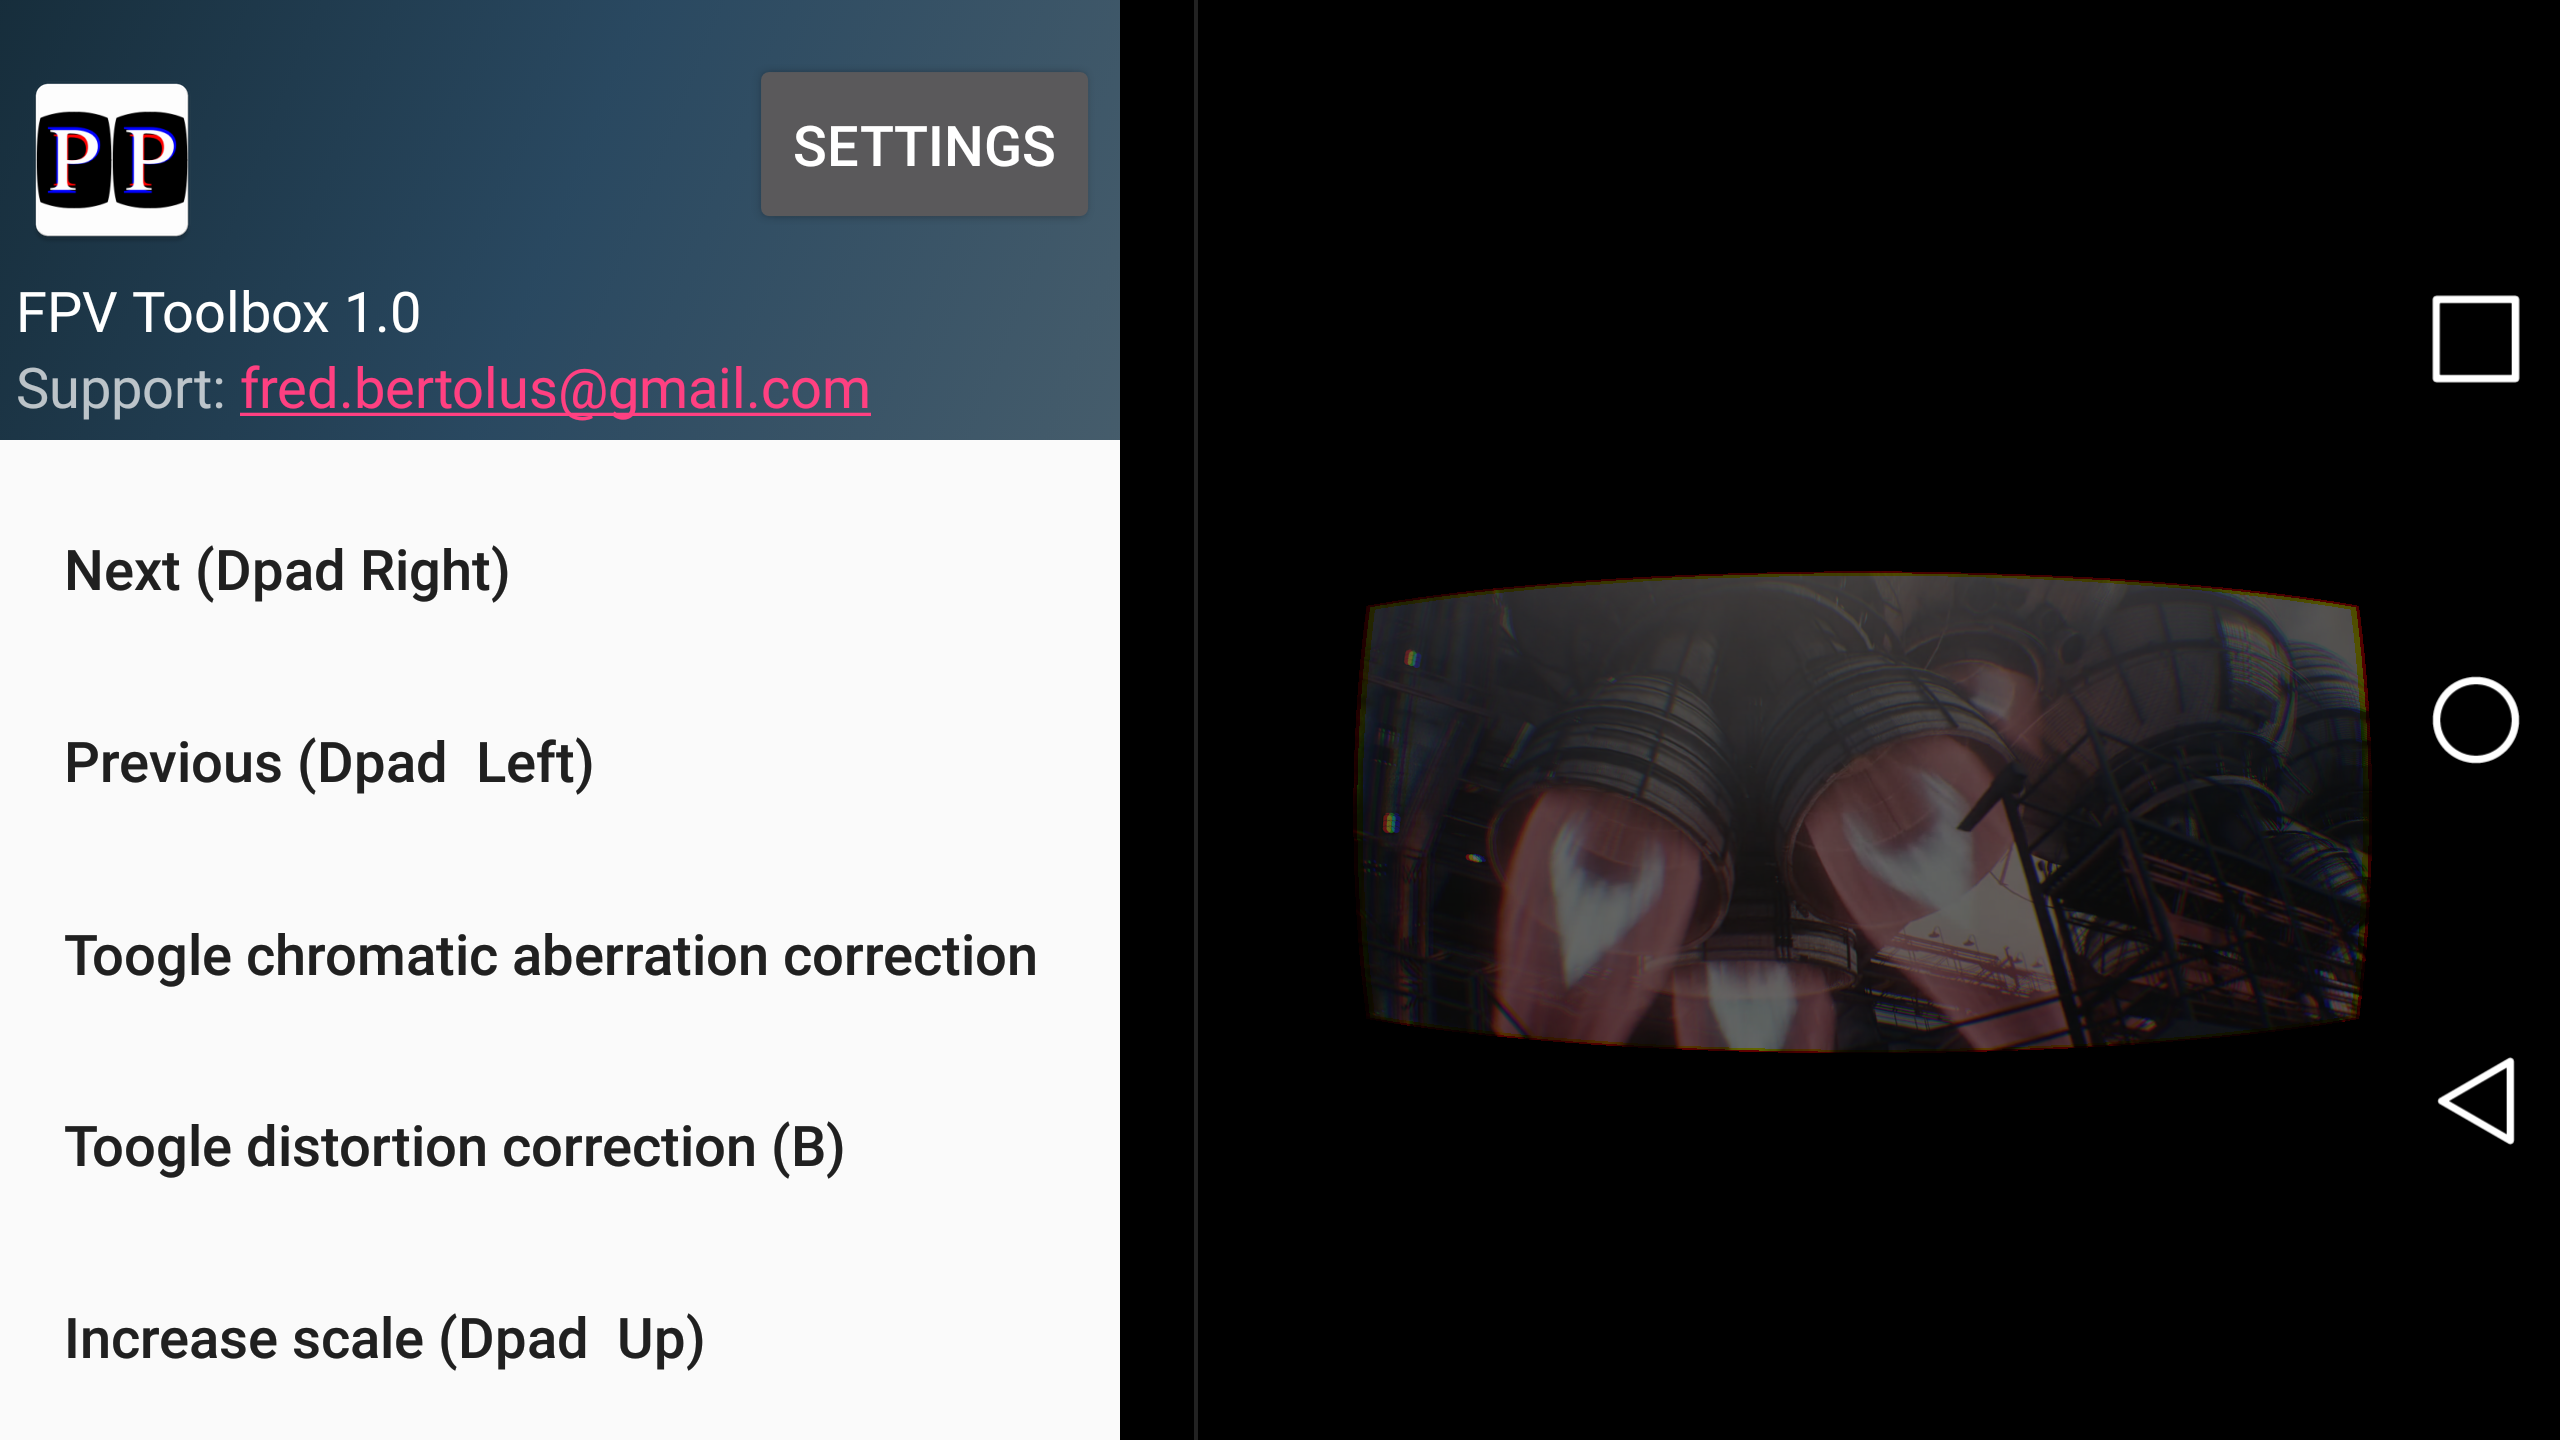 P P
SETTINGS
FPV Toolbox 1.0
Support: fred.bertolus@gmail.com
Next (Dpad Right)
Previous (Dpad  Left)
Toogle chromatic aberration correction
Toogle distortion correction (B)
Increase scale (Dpad  Up)